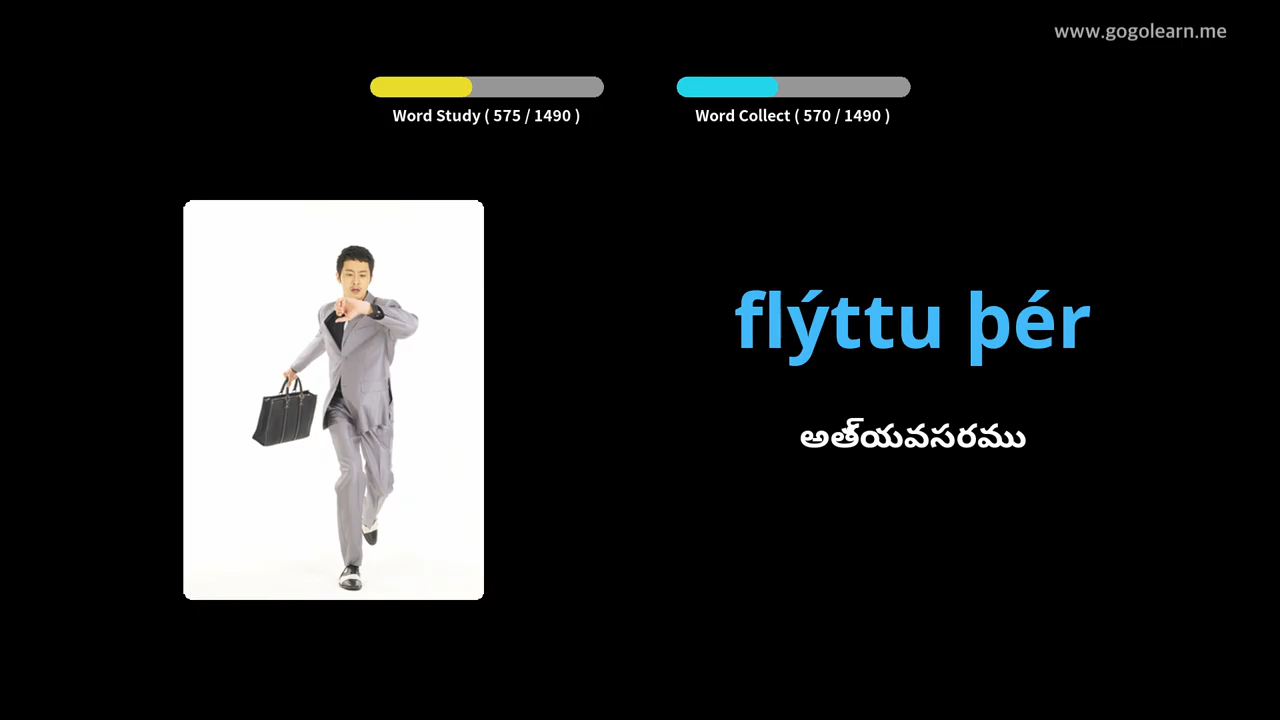 www.gogolearn.me
Word Study ( 575 / 1490 )
Word Collect ( 570 / 1490 )
flýttu þér
అత్‌యవసరము